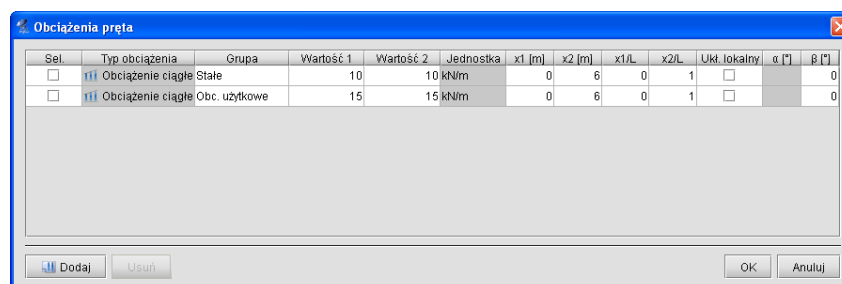 Obciążenia pręta
Sel. Typ obciążenia Grupa Wartość 1 Wartość 2 Jednostka x1 [m] x2 [m] x1/L x2/L Ukł. lokalny α [°] β [°]
Obciążenie ciągłe Stałe 10 10 kN/m 0 6 0 1 0
Obciążenie ciągłe Obc. użytkowe 15 15 kN/m 0 6 0 1 0
Dodaj Usuń OK Anuluj